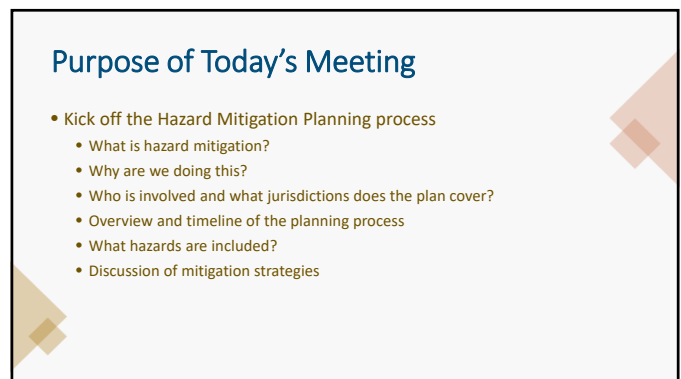 Purpose of Today's Meeting
• Kick off the Hazard Mitigation Planning process
• What is hazard mitigation?
• Why are we doing this?
• Who is involved and what jurisdictions does the plan cover?
• Overview and timeline of the planning process
• What hazards are included?
• Discussion of mitigation strategies